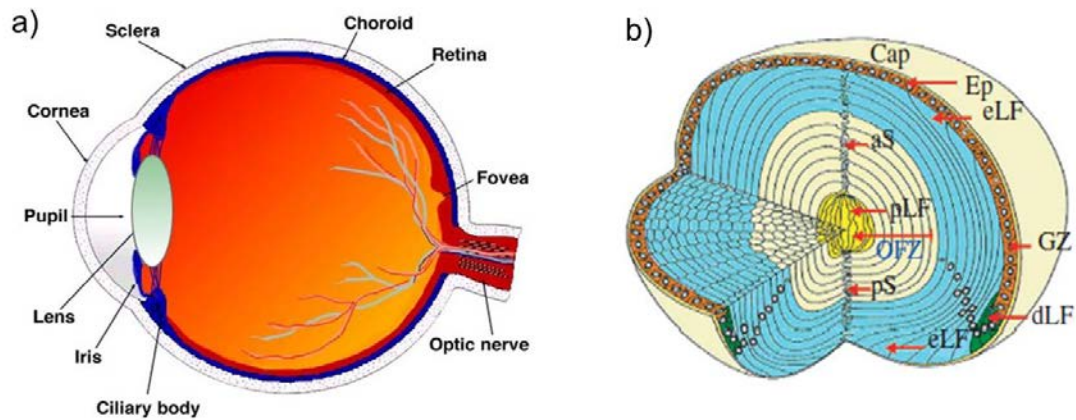 a)
Sclera
Choroid
Retina
Cornea
Fovea
Pupil
Lens
Iris
Optic nerve
Ciliary body
b)
Cap
Ep
eLF
aS
pLF
OFZ
GZ
pS
dLF
eLF